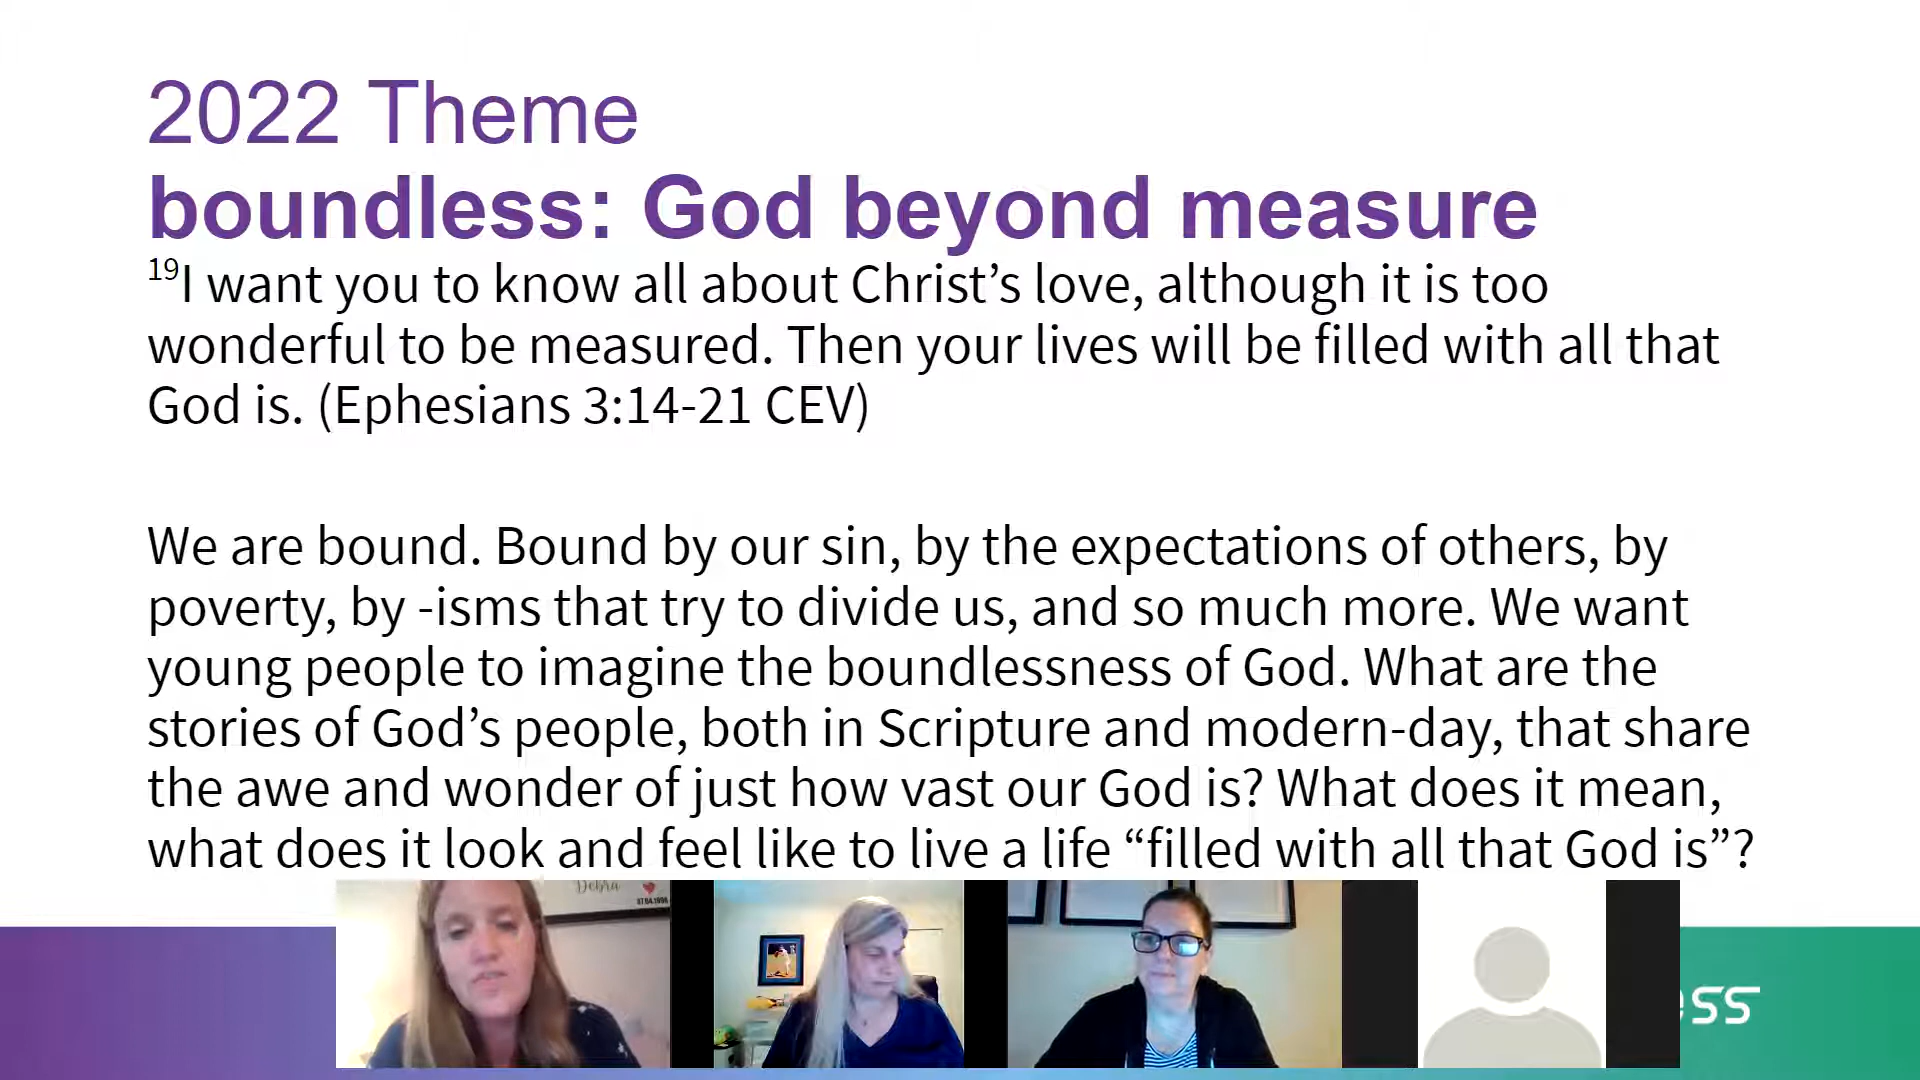 2022 Theme
boundless: God beyond measure
19I want you to know all about Christ’s love, although it is too
wonderful to be measured. Then your lives will be filled with all that
God is. (Ephesians 3:14-21 CEV)
We are bound. Bound by our sin, by the expectations of others, by
poverty, by -isms that try to divide us, and so much more. We want
young people to imagine the boundlessness of God. What are the
stories of God’s people, both in Scripture and modern-day, that share
the awe and wonder of just how vast our God is? What does it mean,
what does it look and feel like to live a life “filled with all that God is”?
Debra
ess